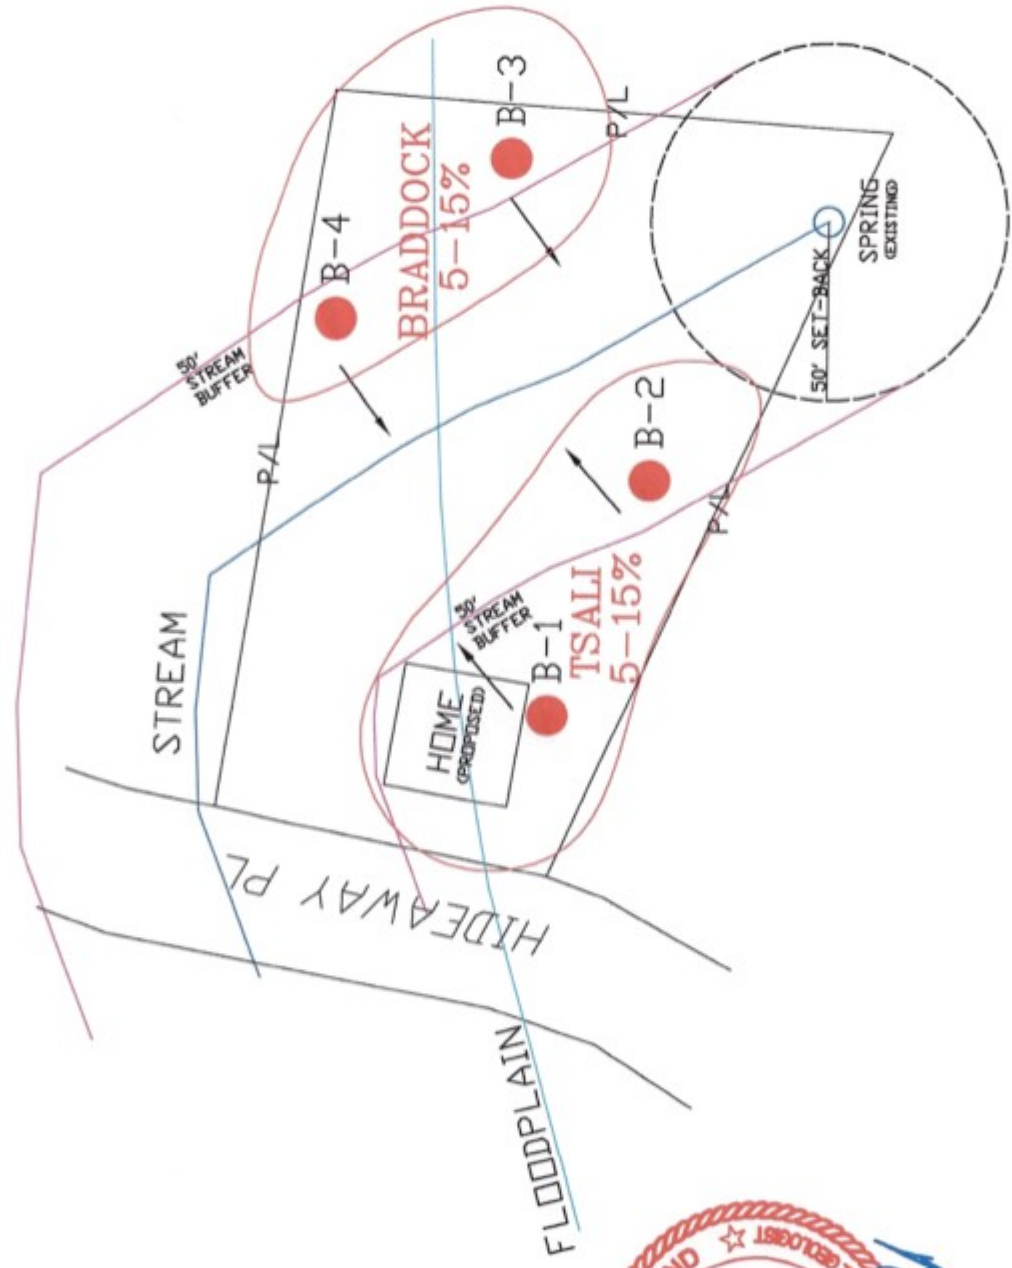 B-3
P/L
BRADDOCK
5-15%
B-4
50'
STREAM
BUFFER
P/L
SPRING
(EXISTING)
50' SET-BACK
B-2
P/L
TSALI
5-15%
50'
STREAM
BUFFER
B-1
HOME
(PROPOSED)
STREAM
HIDEAWAY PL
FLOODPLAIN
GEOLOGIST